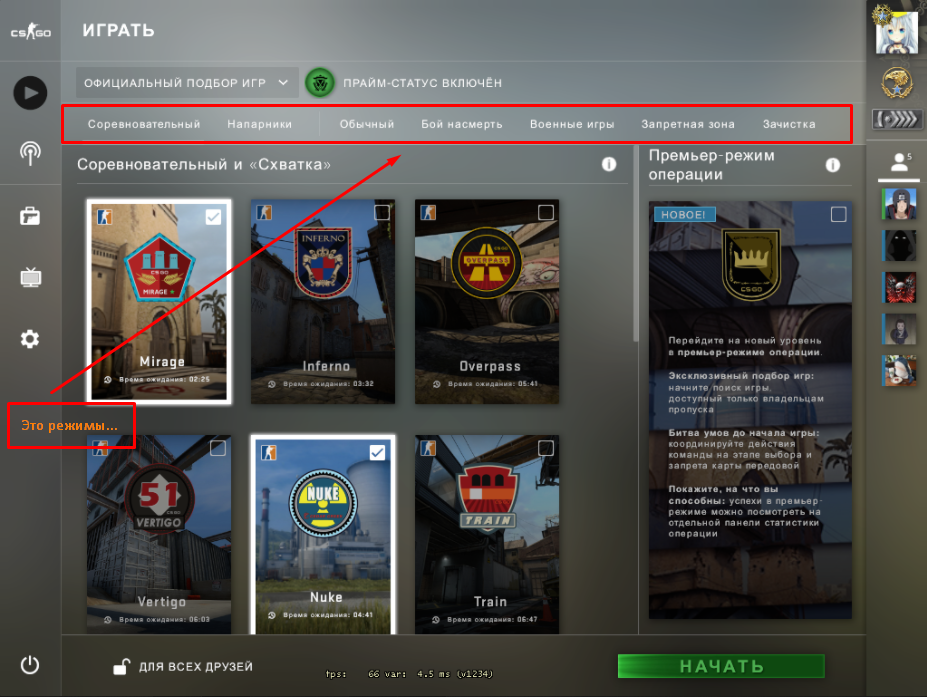 CS:GO
ИГРАТЬ
ОФИЦИАЛЬНЫЙ ПОДБОР ИГР
ПРАЙМ-СТАТУС ВКЛЮЧЁН
Соревновательный Напарники Обычный Бой насмерть Военные игры Запретная зона Зачистка
Соревновательный и «Схватка»
Mirage
Время ожидания: 02:25
INFERNO
Inferno
Время ожидания: 03:32
OVERPASS
Overpass
Время ожидания: 05:41
Это режимы...
51
VERTIGO
Vertigo
Время ожидания: 06:03
NUKE
Nuke
Время ожидания: 04:41
TRAIN
Train
Время ожидания: 06:47
Премьер-режим
операции
НОВОЕ!
CS:GO
Перейдите на новый уровень
в премьер-режиме операции.
Эксклюзивный подбор игр:
начните поиск игры,
доступный только владельцам
пропуска
Битва умов до начала игры:
координируйте действия
команды на этапе выбора и
запрета карты передовой
Покажите, на что вы
способны: успехи в премьер-
режиме можно посмотреть на
отдельной панели статистики
операции
5
ДЛЯ ВСЕХ ДРУЗЕЙ
fps: 66 var: 4.5 ms (v1234)
НАЧАТЬ